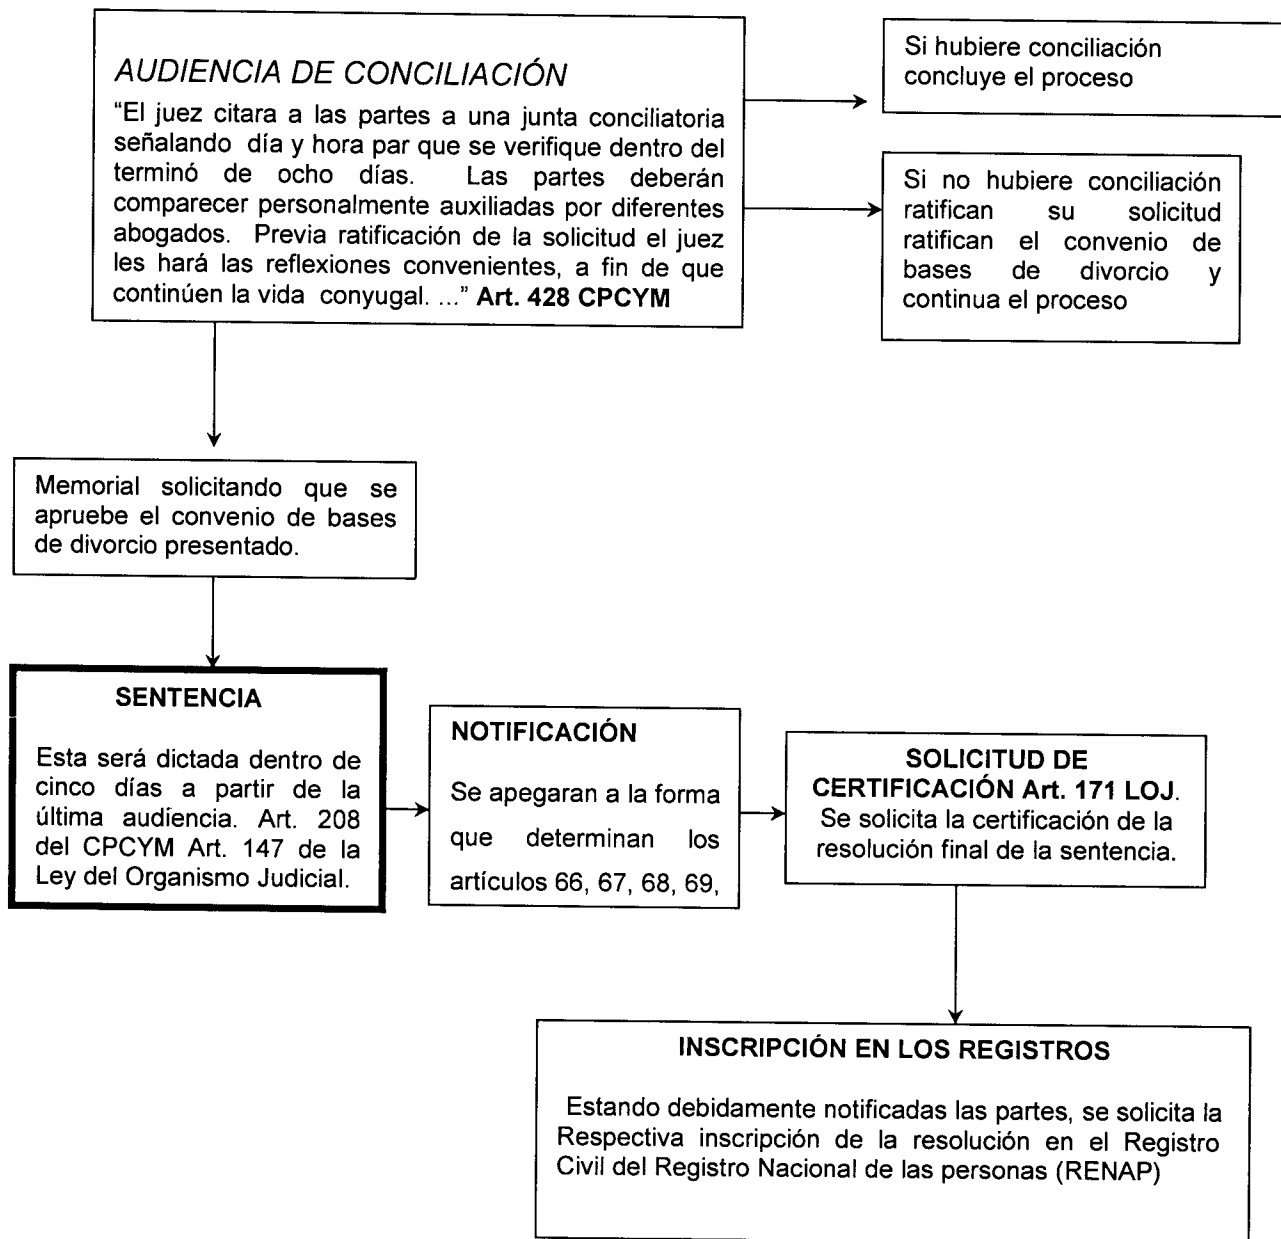 AUDIENCIA DE CONCILIACIÓN
“El juez citara a las partes a una junta conciliatoria
señalando día y hora par que se verifique dentro del
terminó de ocho días. Las partes deberán
comparecer personalmente auxiliadas por diferentes
abogados. Previa ratificación de la solicitud el juez
les hará las reflexiones convenientes, a fin de que
continúen la vida conyugal. ...” Art. 428 CPCYM
Si hubiere conciliación
concluye el proceso
Si no hubiere conciliación
ratifican su solicitud
ratifican el convenio de
bases de divorcio y
continua el proceso
Memorial solicitando que se
apruebe el convenio de bases
de divorcio presentado.
SENTENCIA
Esta será dictada dentro de
cinco días a partir de la
última audiencia. Art. 208
del CPCYM Art. 147 de la
Ley del Organismo Judicial.
NOTIFICACIÓN
Se apegaran a la forma
que determinan los
artículos 66, 67, 68, 69,
SOLICITUD DE
CERTIFICACIÓN Art. 171 LOJ.
Se solicita la certificación de la
resolución final de la sentencia.
INSCRIPCIÓN EN LOS REGISTROS
Estando debidamente notificadas las partes, se solicita la
Respectiva inscripción de la resolución en el Registro
Civil del Registro Nacional de las personas (RENAP)